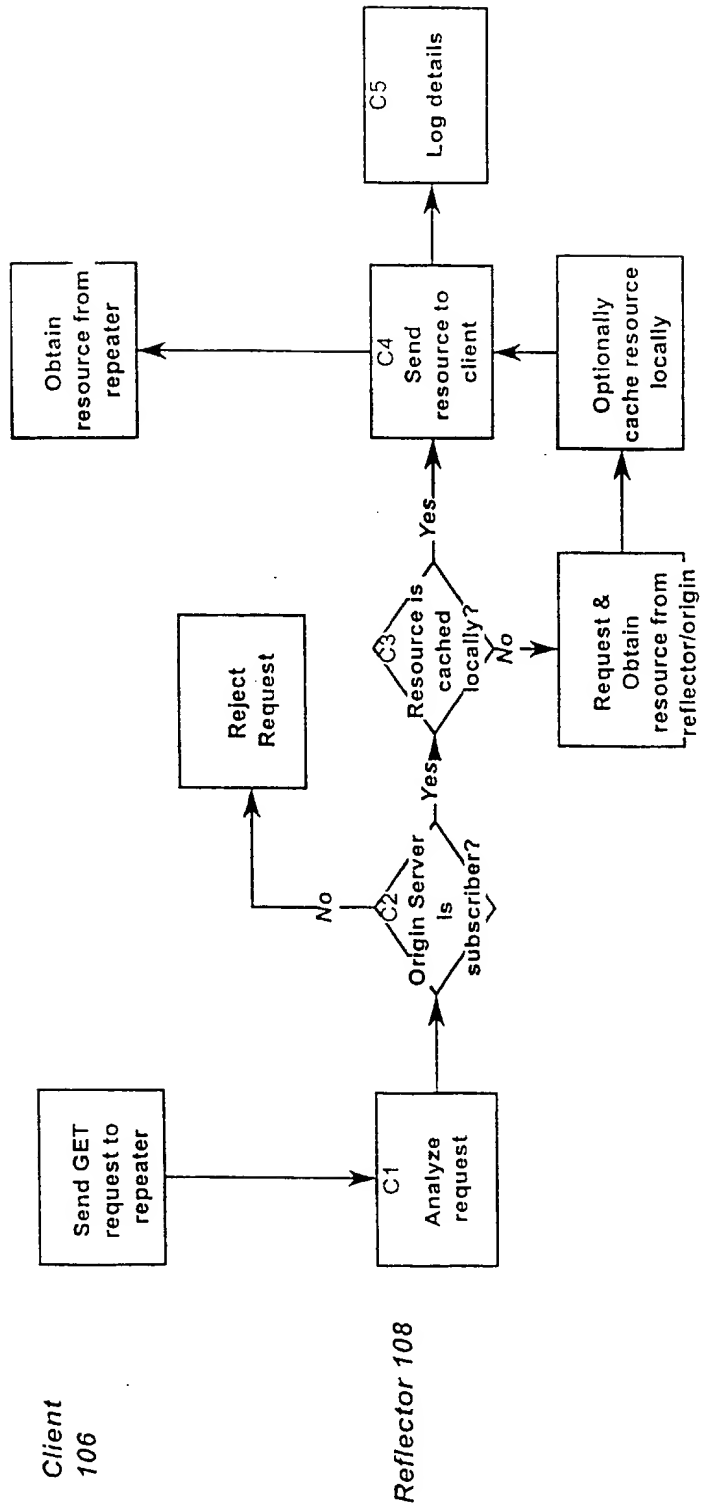 Client
106
Send GET
request to
repeater
Obtain
resource from
repeater
Reject
Request
Reflector 108
C1
Analyze
request
C2
Origin Server
Is
subscriber?
No
Yes
C3
Resource is
cached
locally?
Yes
No
C4
Send
resource to
client
C5
Log details
Request &
Obtain
resource from
reflector/origin
Optionally
cache resource
locally